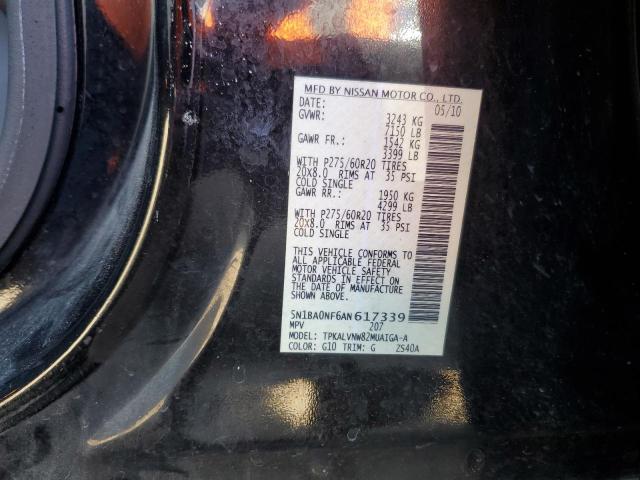 MFD BY NISSAN MOTOR CO., LTD.
DATE: 05/10
GVWR: 3243 KG
7150 LB
GAWR FR.: 1542 KG
3399 LB
WITH P275/60R20 TIRES
20X8.0 RIMS AT 35 PSI
COLD SINGLE
GAWR RR.: 1950 KG
4299 LB
WITH P275/60R20 TIRES
20X8.0 RIMS AT 35 PSI
COLD SINGLE
THIS VEHICLE CONFORMS TO
ALL APPLICABLE FEDERAL
MOTOR VEHICLE SAFETY
STANDARDS IN EFFECT ON
THE DATE OF MANUFACTURE
SHOWN ABOVE.
5N1BA0NF6AN617339
MPV 207
MODEL: TPKALVNW82MUAIGA-A
COLOR: G10 TRIM: G ZS40A